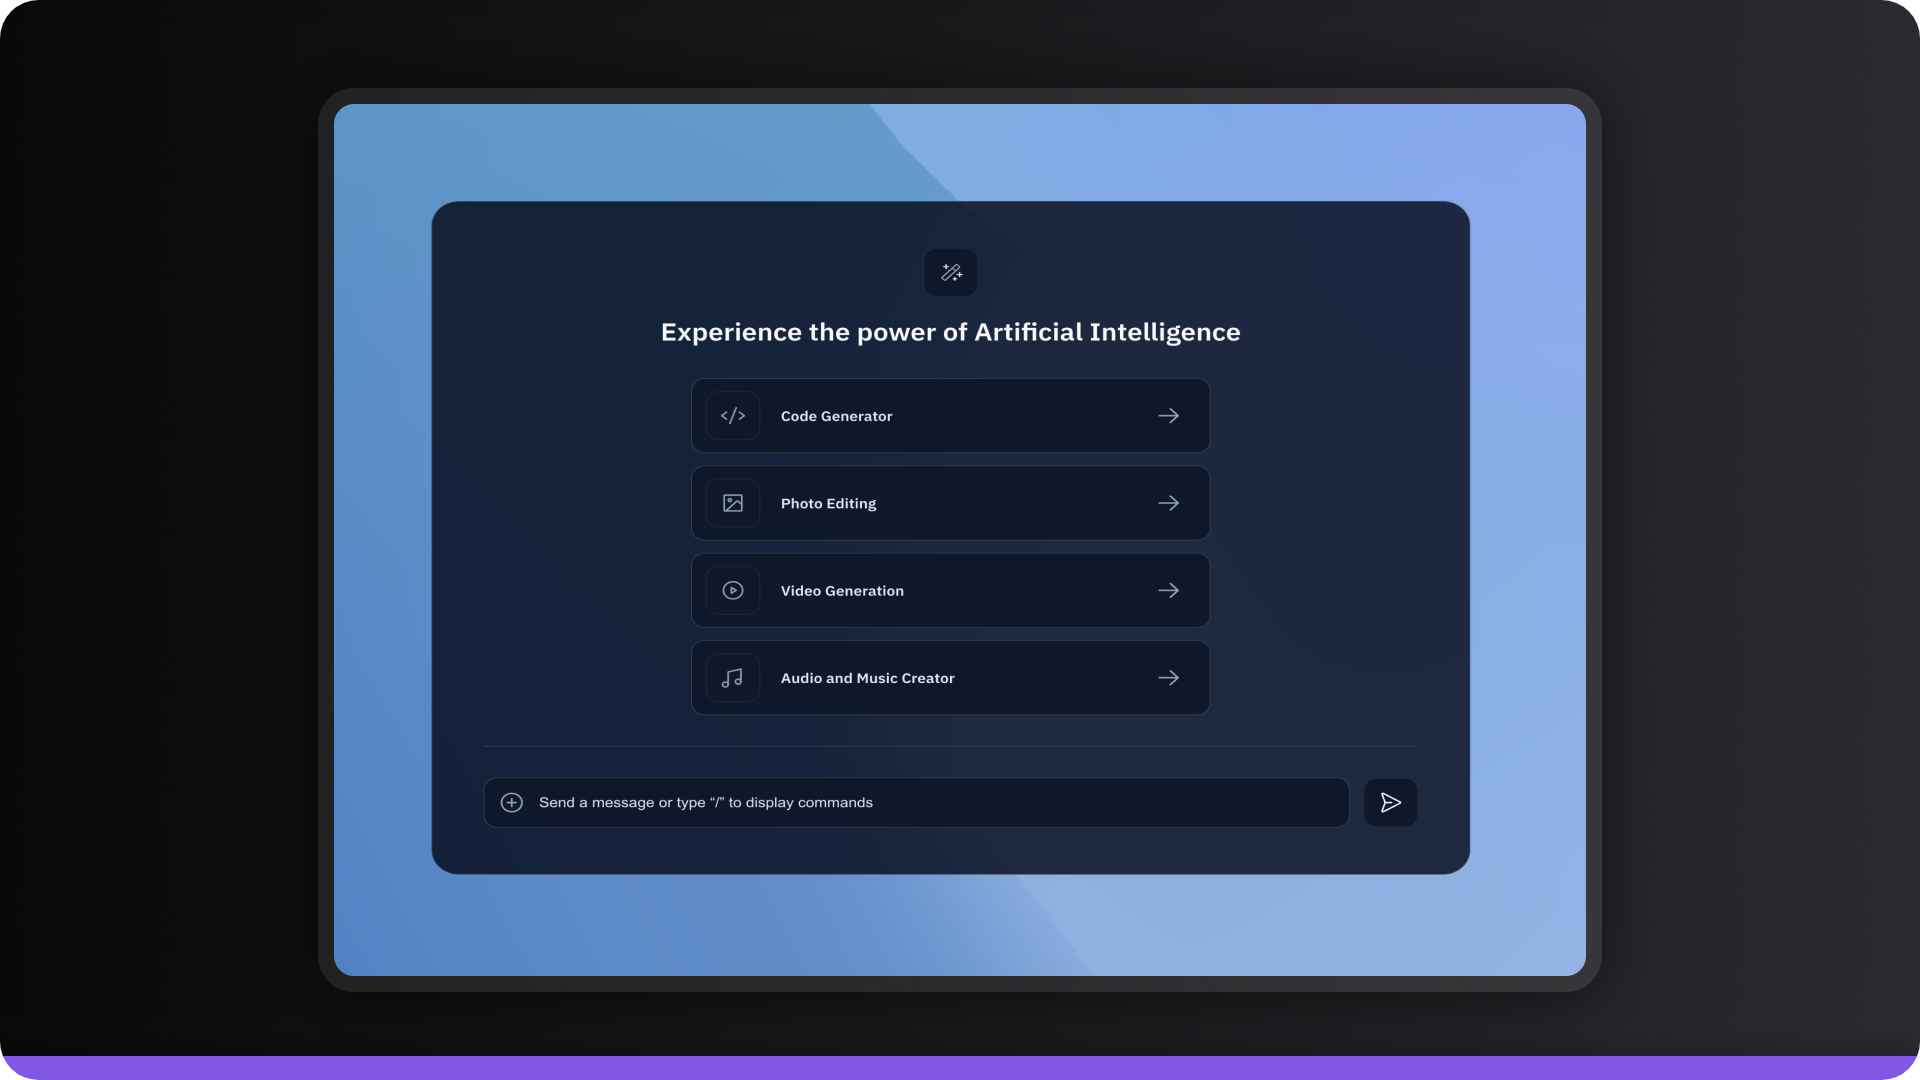 Experience the power of Artificial Intelligence
Code Generator
Photo Editing
Video Generation
Audio and Music Creator
Send a message or type “/” to display commands